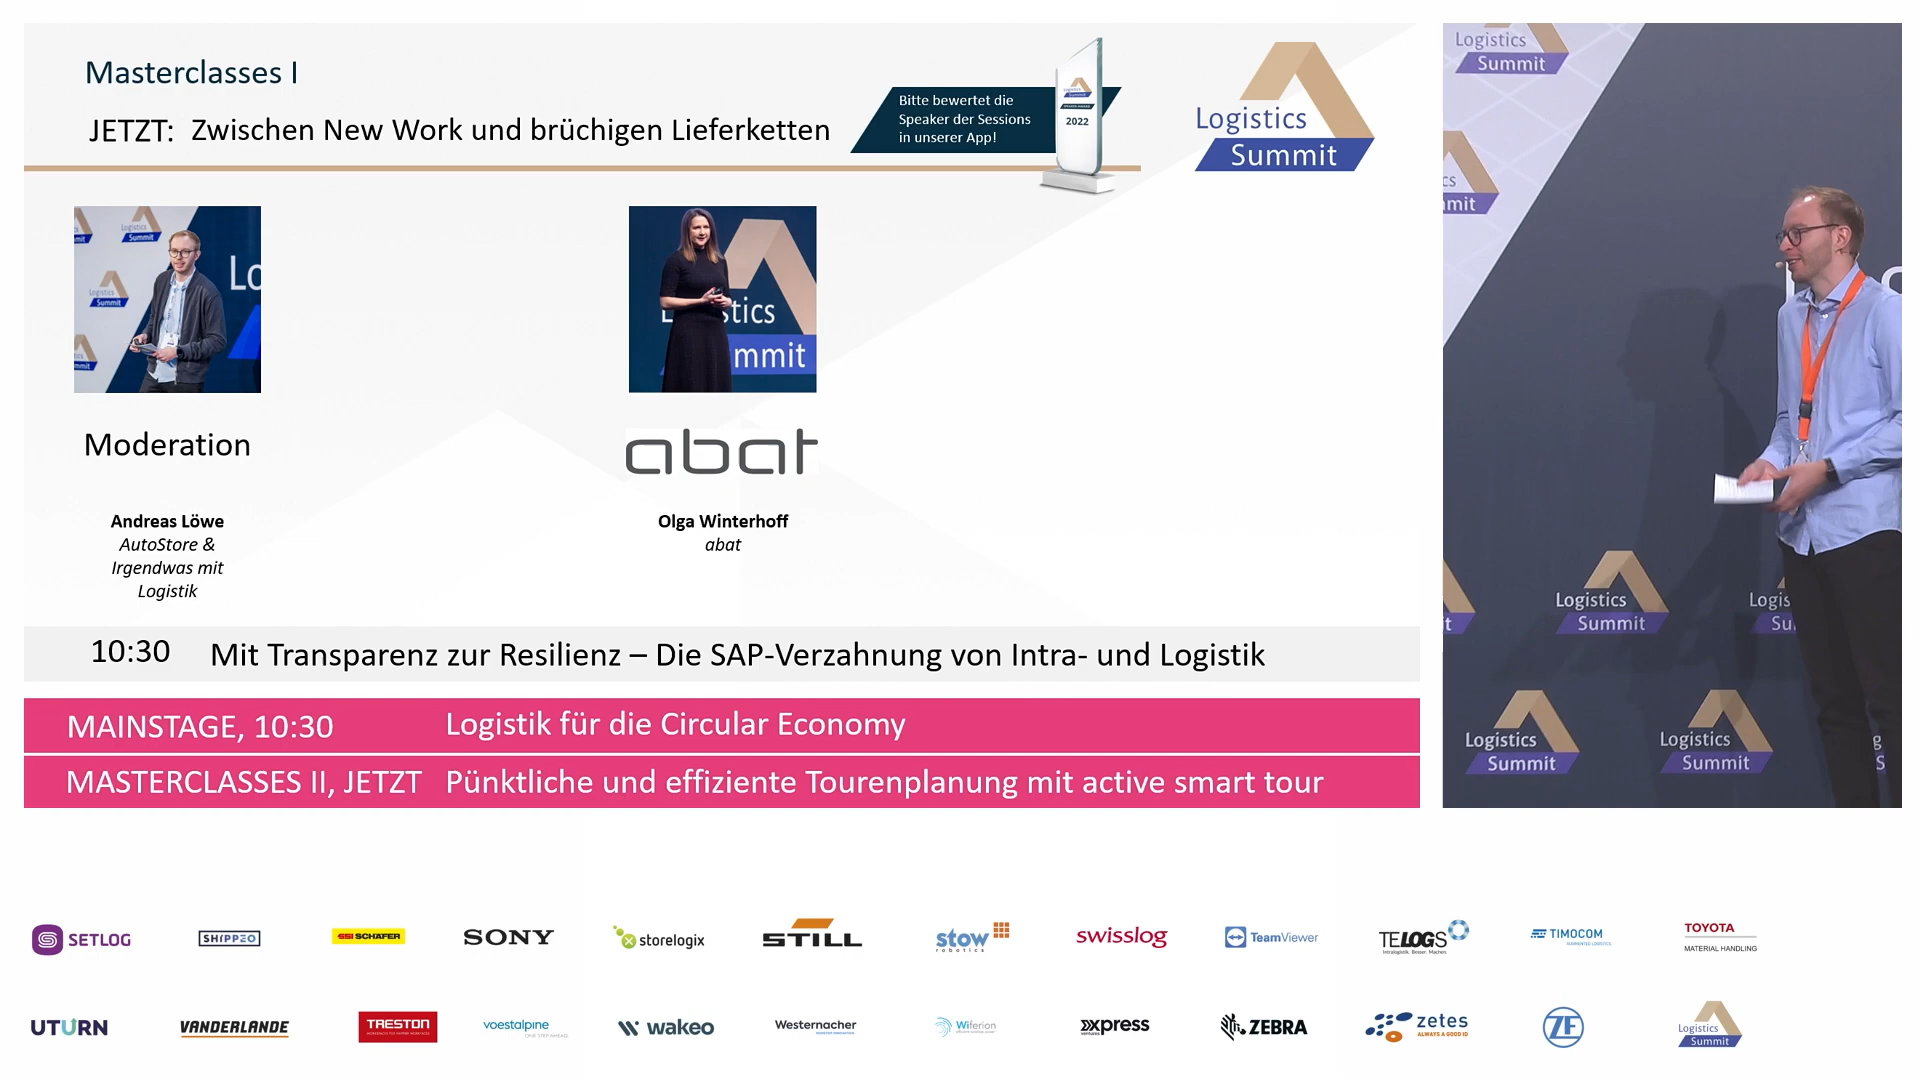 Masterclasses I
JETZT: Zwischen New Work und brüchigen Lieferketten
Bitte bewertet die
Speaker der Sessions
in unserer App!
2022
Logistics
Summit
Moderation
abat
Andreas Löwe
AutoStore &
Irgendwas mit
Logistik
Olga Winterhoff
abat
10:30 Mit Transparenz zur Resilienz – Die SAP-Verzahnung von Intra- und Logistik
MAINSTAGE, 10:30 Logistik für die Circular Economy
MASTERCLASSES II, JETZT Pünktliche und effiziente Tourenplanung mit active smart tour
Logistics
Summit
Logistics
Summit
Logistics
Summit
Logistics
Summit
SETLOG
SHIPPEO
SSI SCHÄFER
SONY
storelogix
STILL
stow
robotics
swisslog
TeamViewer
TELOGS
Intralogistik. Besser. Machen.
TIMOCOM
AUGMENTED LOGISTICS
TOYOTA
MATERIAL HANDLING
UTURN
VANDERLANDE
TRESTON
voestalpine
ONE STEP AHEAD.
wakeo
Westernacher
Wiferion
xpress
ventures
ZEBRA
zetes
ALWAYS A GOOD ID
ZF
Logistics
Summit